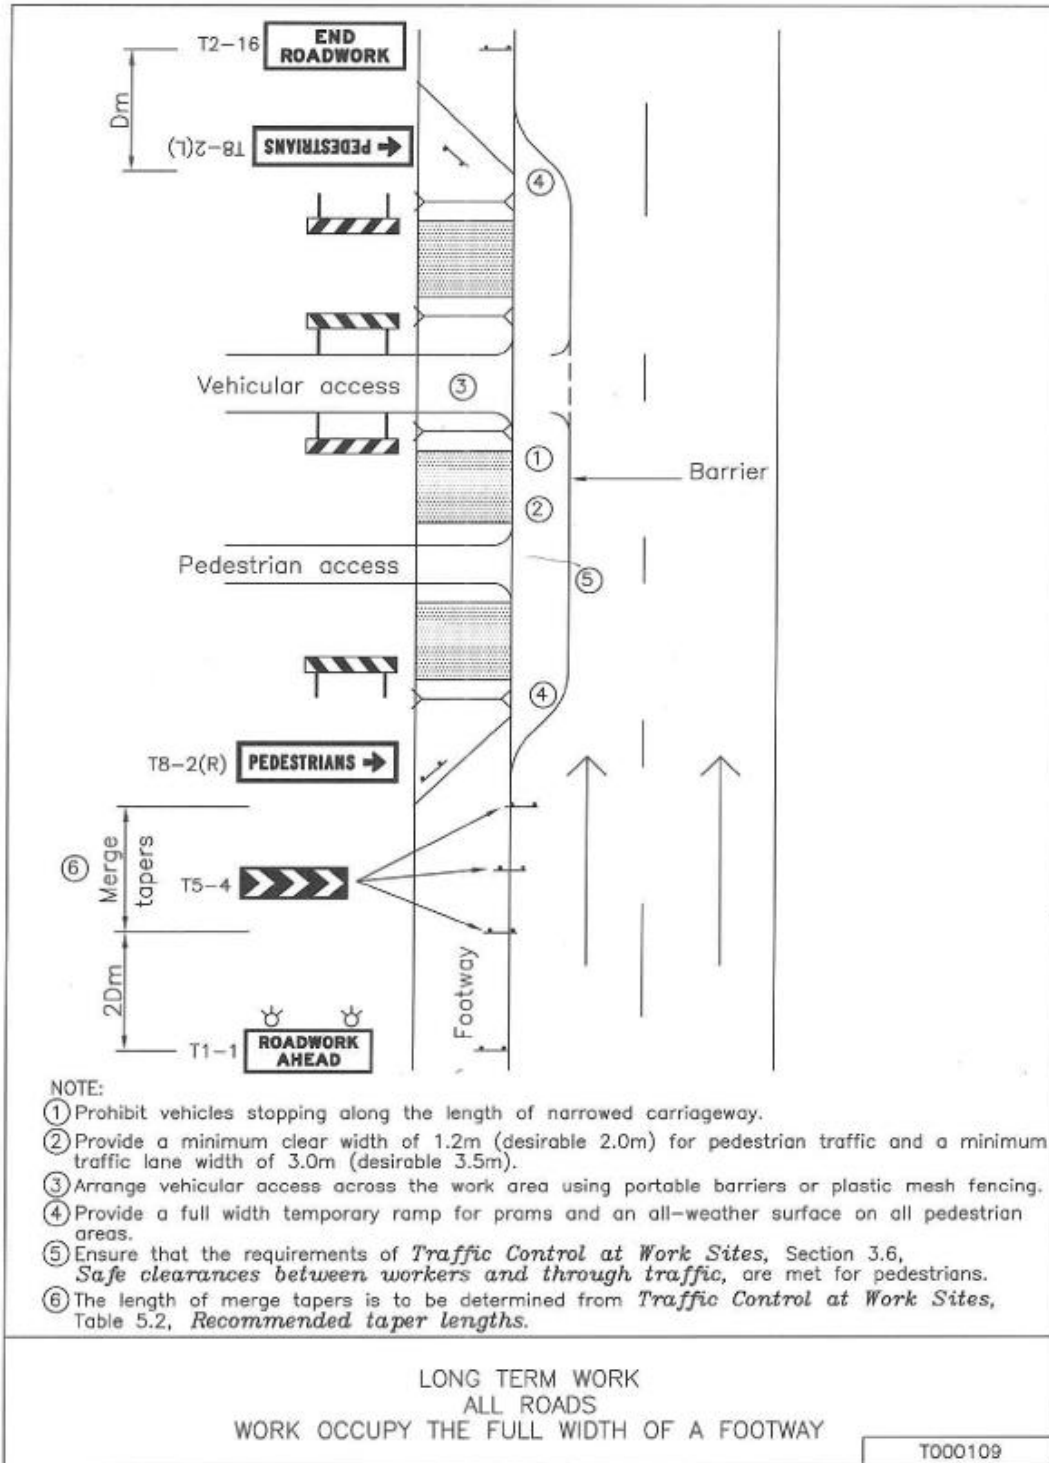 T2-16
END
ROADWORK
Dm
T8-2(L)
PEDESTRIANS
4
Vehicular access
3
1
Barrier
2
Pedestrian access
5
4
T8-2(R)
PEDESTRIANS
6
Merge
tapers
T5-4
2Dm
Footway
T1-1
ROADWORK
AHEAD
NOTE:
1 Prohibit vehicles stopping along the length of narrowed carriageway.
2 Provide a minimum clear width of 1.2m (desirable 2.0m) for pedestrian traffic and a minimum
traffic lane width of 3.0m (desirable 3.5m).
3 Arrange vehicular access across the work area using portable barriers or plastic mesh fencing.
4 Provide a full width temporary ramp for prams and an all-weather surface on all pedestrian
areas.
5 Ensure that the requirements of Traffic Control at Work Sites, Section 3.6,
Safe clearances between workers and through traffic, are met for pedestrians.
6 The length of merge tapers is to be determined from Traffic Control at Work Sites,
Table 5.2, Recommended taper lengths.
LONG TERM WORK
ALL ROADS
WORK OCCUPY THE FULL WIDTH OF A FOOTWAY
T000109